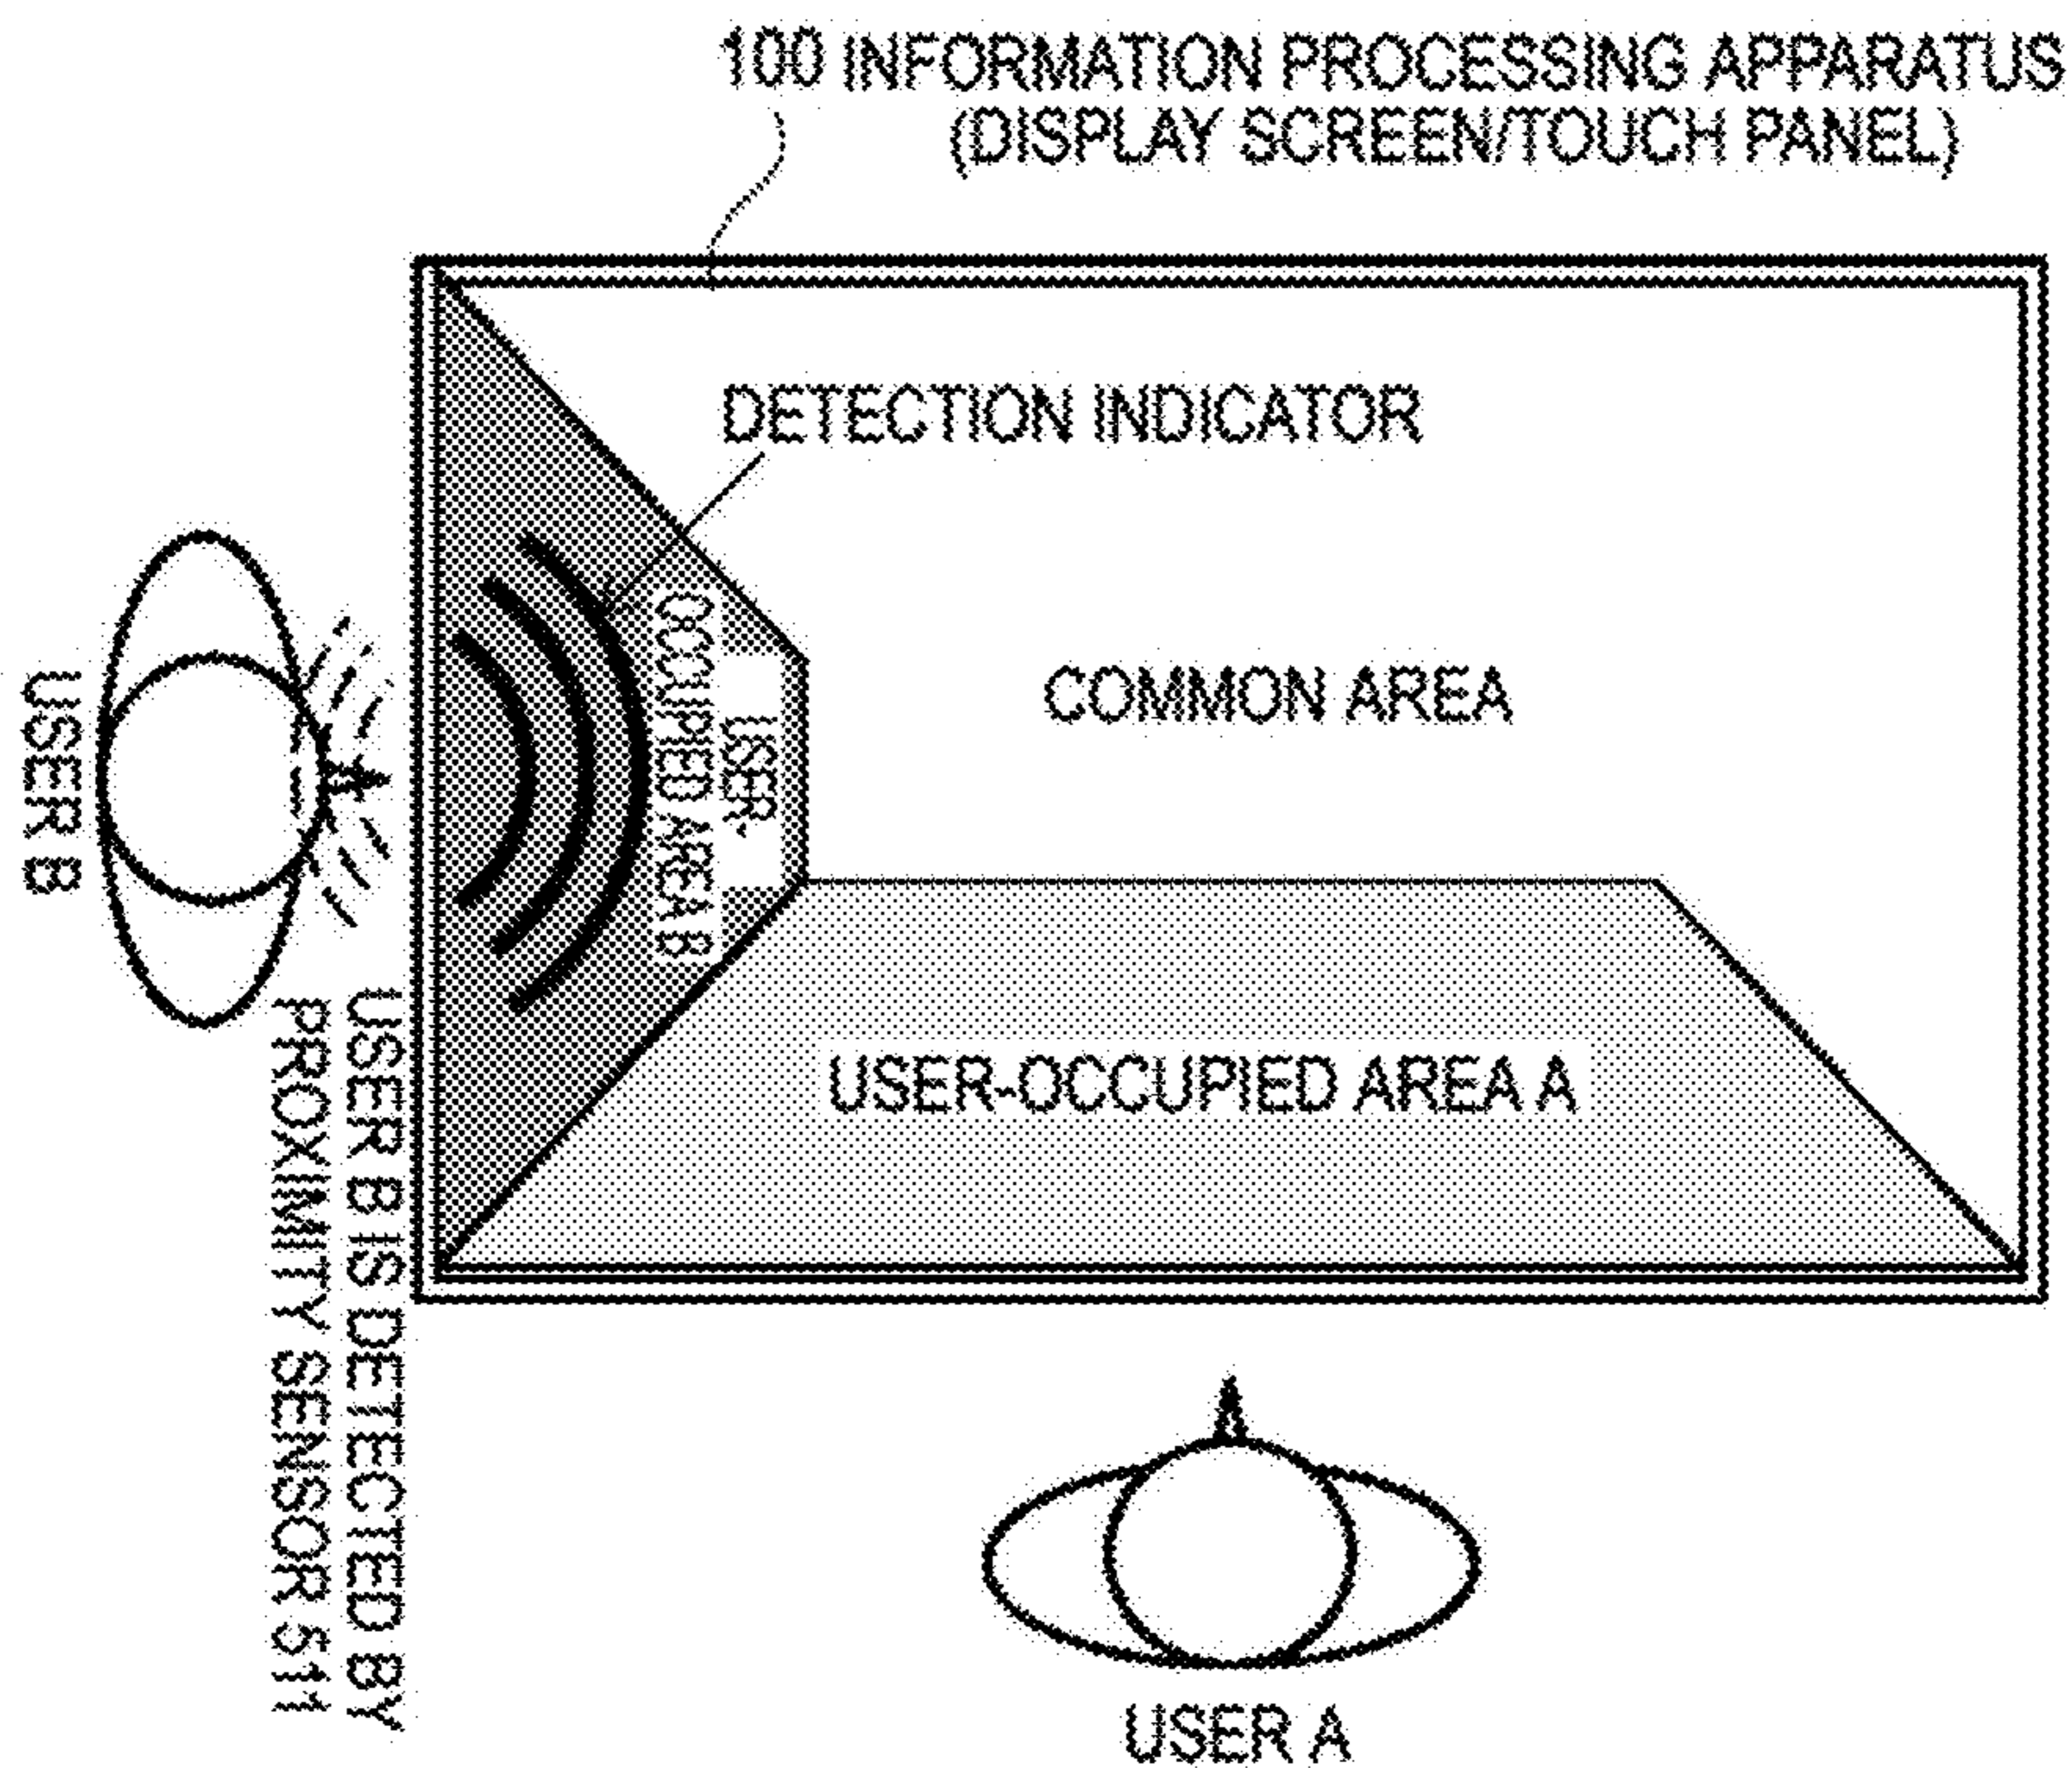 100 INFORMATION PROCESSING APPARATUS
(DISPLAY SCREEN/TOUCH PANEL)
DETECTION INDICATOR
COMMON AREA
USER-
OCCUPIED AREA B
USER B
USER B IS DETECTED BY
PROXIMITY SENSOR 511
USER-OCCUPIED AREA A
USER A